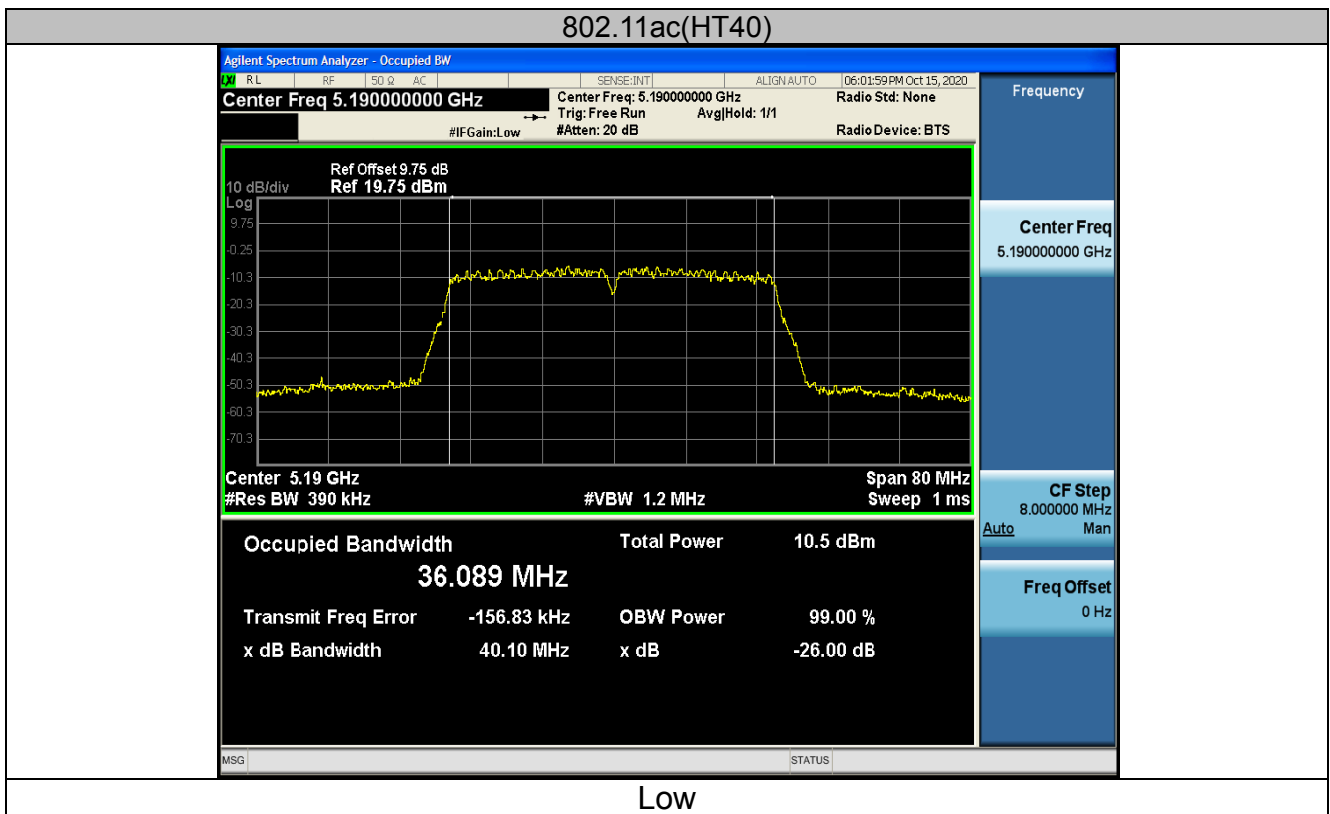 802.11ac(HT40)
Agilent Spectrum Analyzer - Occupied BW
LXI RL RF 50 Ω AC SENSE:INT ALIGN AUTO 06:01:59 PM Oct 15, 2020
Center Freq 5.190000000 GHz Center Freq: 5.190000000 GHz Radio Std: None
Trig: Free Run Avg|Hold: 1/1
#IFGain:Low #Atten: 20 dB Radio Device: BTS
Frequency
Ref Offset 9.75 dB
10 dB/div Ref 19.75 dBm
Log
9.75
-0.25
-10.3
-20.3
-30.3
-40.3
-50.3
-60.3
-70.3
Center 5.19 GHz Span 80 MHz
#Res BW 390 kHz #VBW 1.2 MHz Sweep 1 ms
Center Freq
5.190000000 GHz
CF Step
8.000000 MHz
Auto Man
Freq Offset
0 Hz
Occupied Bandwidth Total Power 10.5 dBm
36.089 MHz
Transmit Freq Error -156.83 kHz OBW Power 99.00 %
x dB Bandwidth 40.10 MHz x dB -26.00 dB
MSG STATUS
Low